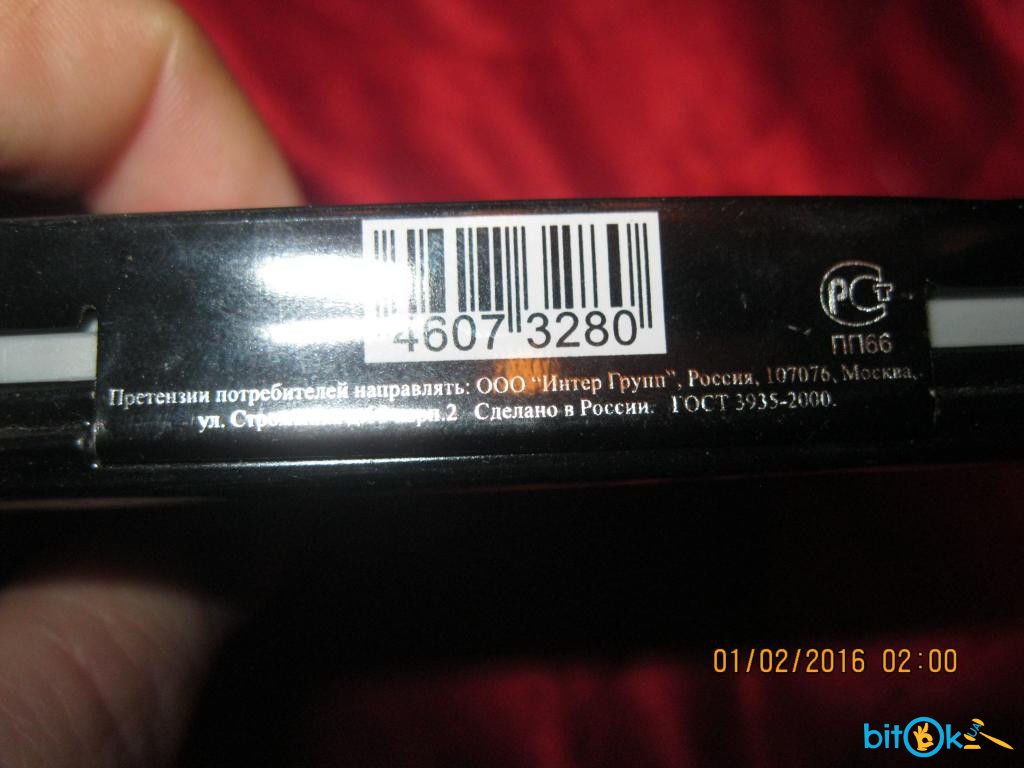 4607 3280
РСт
ПП66
Претензии потребителей направлять: ООО "Интер Групп", Россия, 107076, Москва,
ул. 2 Сделано в России. ГОСТ 3935-2000.
01/02/2016 02:00
bitOk UA